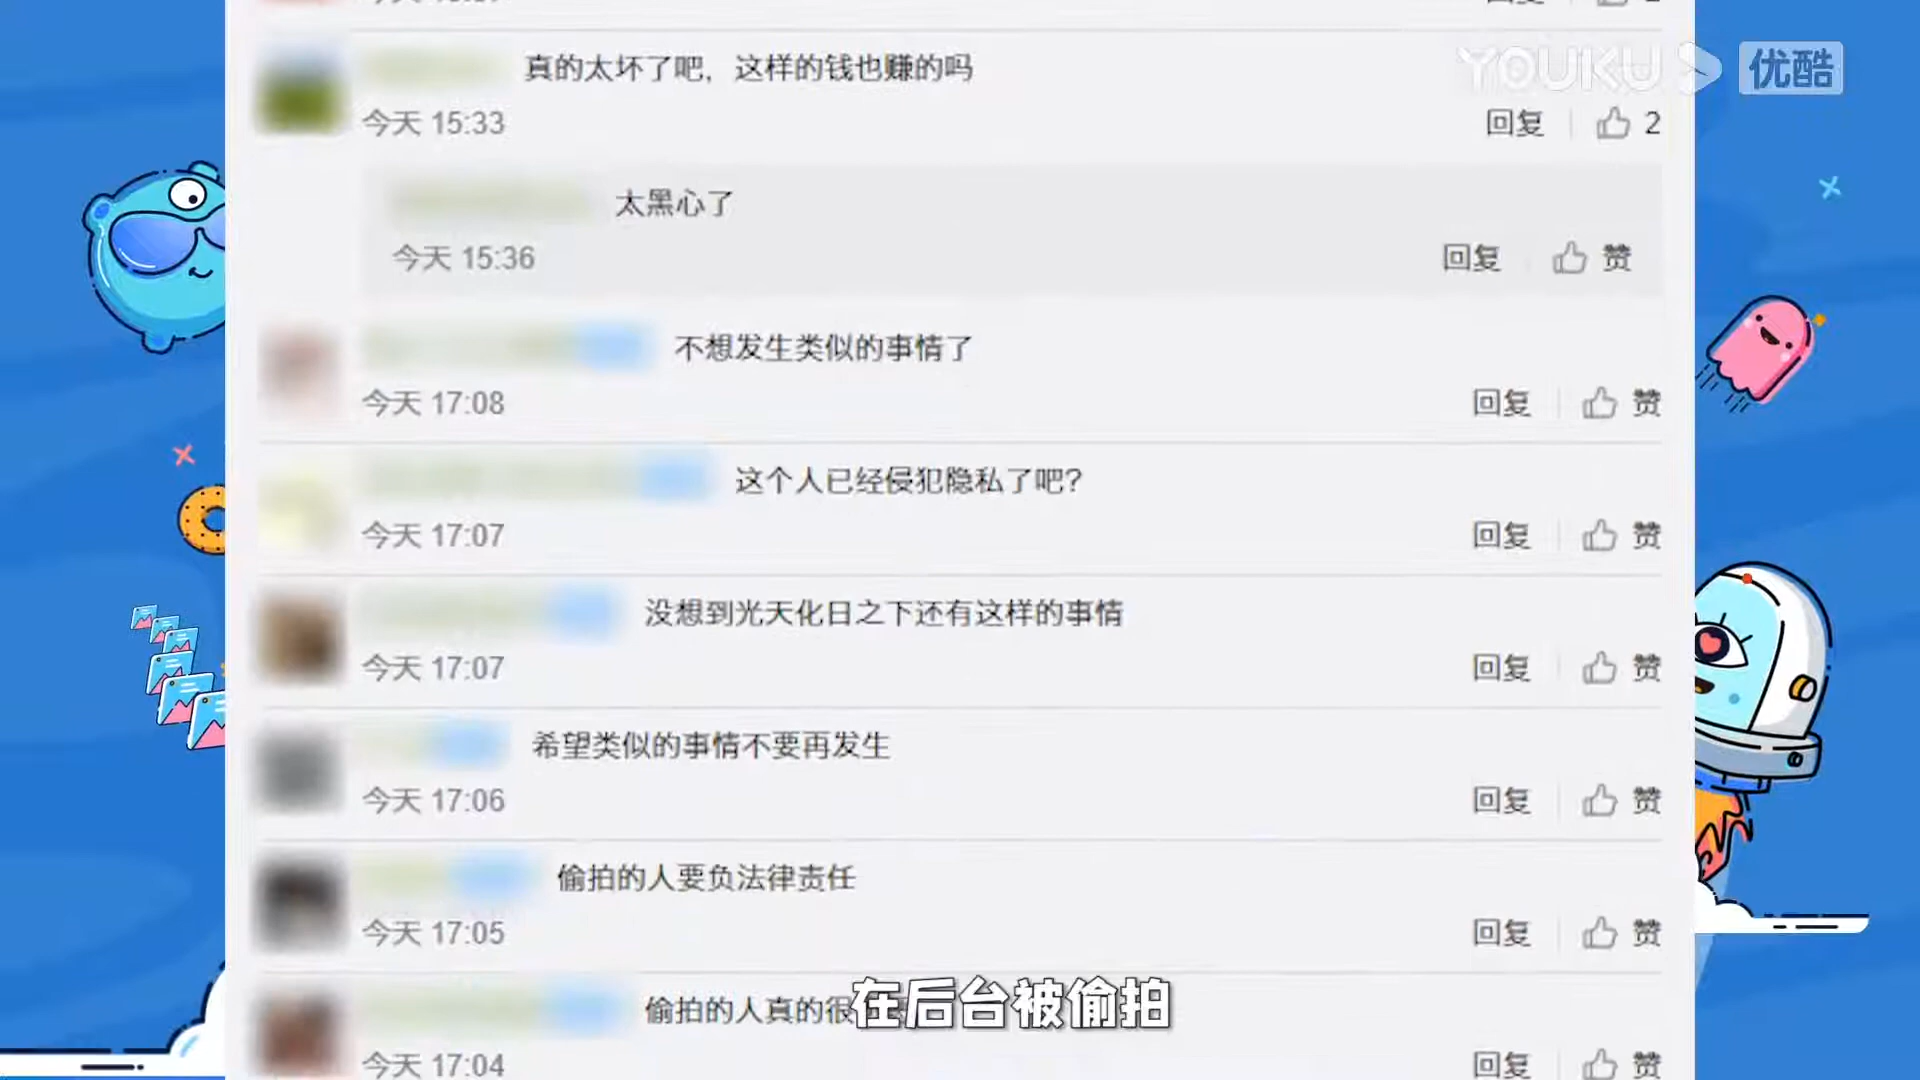 YOUKU 优酷
真的太坏了吧，这样的钱也赚的吗
今天 15:33
回复 2
太黑心了
今天 15:36
回复 赞
不想发生类似的事情了
今天 17:08
回复 赞
这个人已经侵犯隐私了吧？
今天 17:07
回复 赞
没想到光天化日之下还有这样的事情
今天 17:07
回复 赞
希望类似的事情不要再发生
今天 17:06
回复 赞
偷拍的人要负法律责任
今天 17:05
回复 赞
偷拍的人真的很
在后台被偷拍
今天 17:04
回复 赞